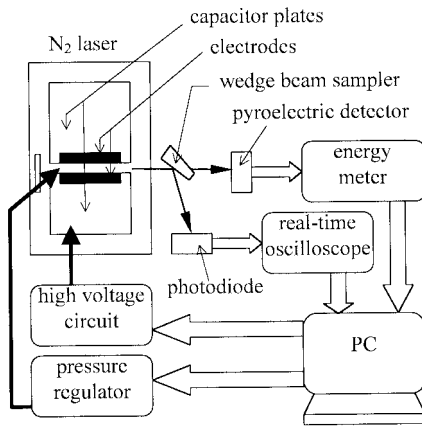 capacitor plates
N2 laser
electrodes
wedge beam sampler
pyroelectric detector
energy
meter
real-time
oscilloscope
photodiode
high voltage
circuit
PC
pressure
regulator